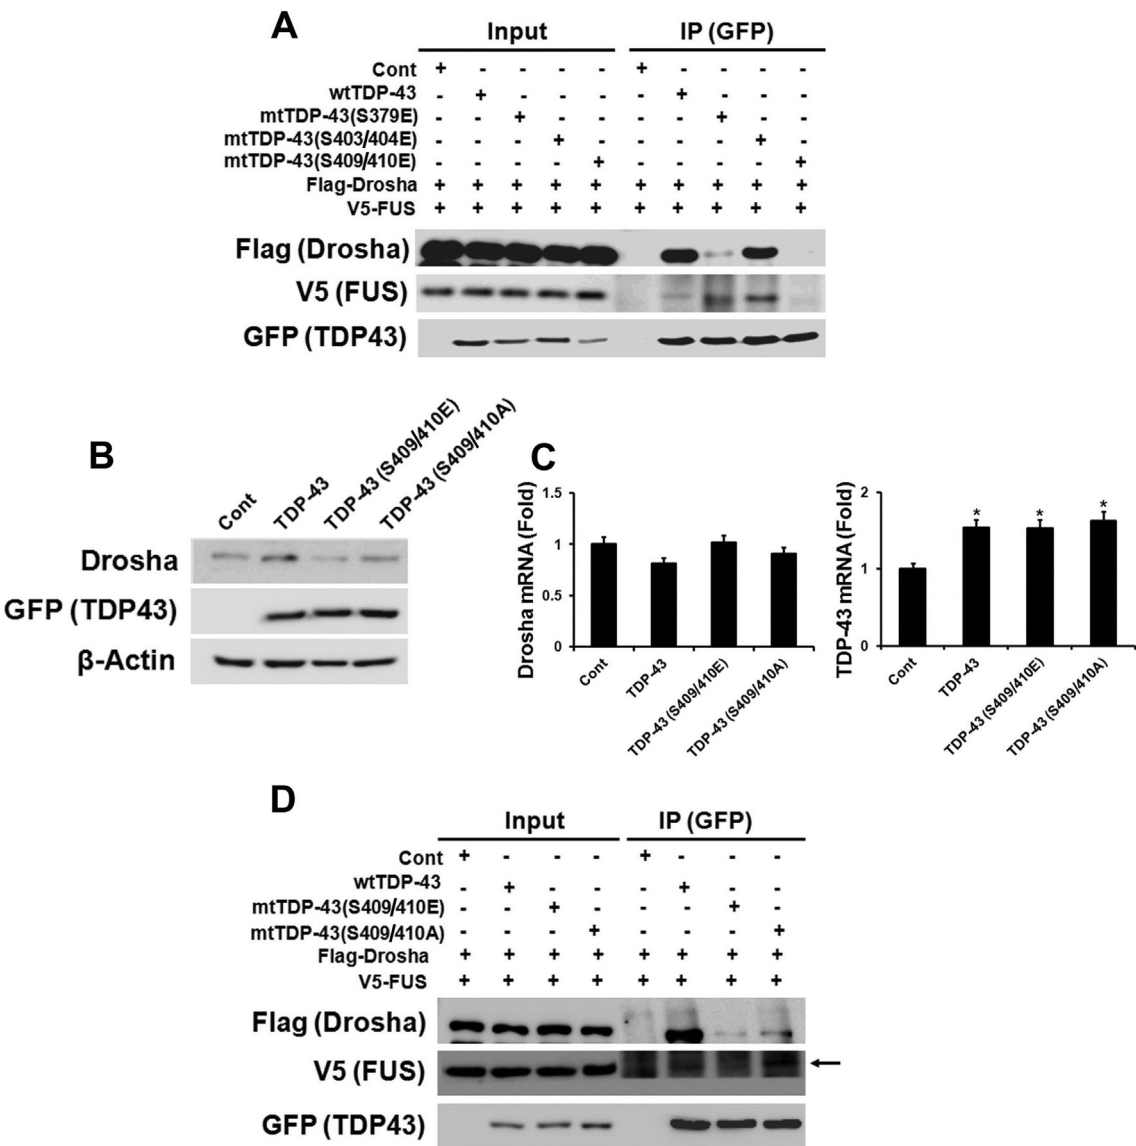 A
Input IP (GFP)
Cont + - - - - + - - - -
wtTDP-43 - + - - - - + - - -
mtTDP-43(S379E) - - + - - - - + - -
mtTDP-43(S403/404E) - - - + - - - - + -
mtTDP-43(S409/410E) - - - - + - - - - +
Flag-Drosha + + + + + + + + + +
V5-FUS + + + + + + + + + +
Flag (Drosha)
V5 (FUS)
GFP (TDP43)
B
Cont TDP-43 TDP-43 (S409/410E) TDP-43 (S409/410A)
Drosha
GFP (TDP43)
β-Actin
C
Drosha mRNA (Fold)
1.5
1
0.5
0
Cont TDP-43 TDP-43 (S409/410E) TDP-43 (S409/410A)
TDP-43 mRNA (Fold)
2
1
0
* * *
Cont TDP-43 TDP-43 (S409/410E) TDP-43 (S409/410A)
D
Input IP (GFP)
Cont + - - - + - - -
wtTDP-43 - + - - - + - -
mtTDP-43(S409/410E) - - + - - - + -
mtTDP-43(S409/410A) - - - + - - - +
Flag-Drosha + + + + + + + +
V5-FUS + + + + + + + +
Flag (Drosha)
V5 (FUS)
GFP (TDP43)